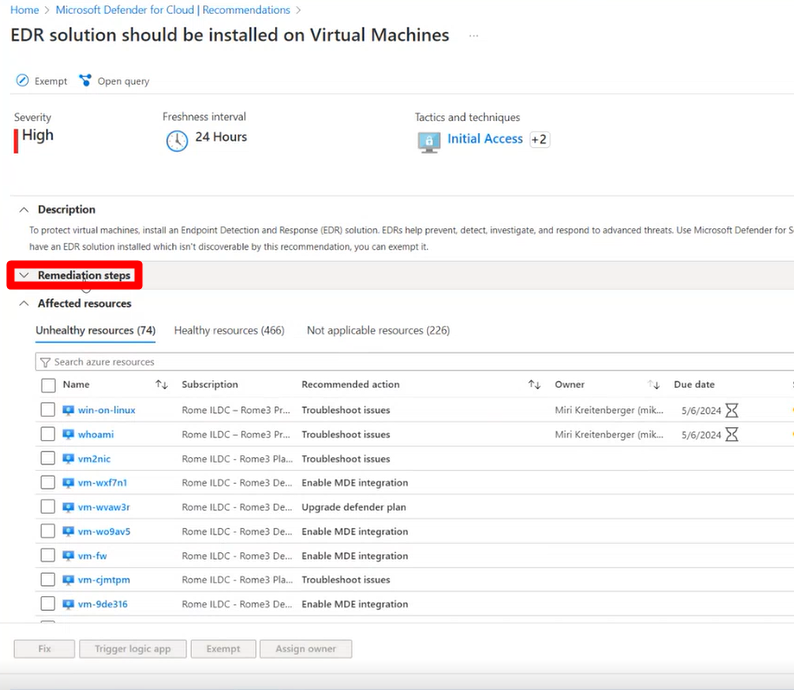 Home > Microsoft Defender for Cloud | Recommendations >
EDR solution should be installed on Virtual Machines ...
Exempt Open query
Severity Freshness interval Tactics and techniques
High 24 Hours Initial Access +2
Description
To protect virtual machines, install an Endpoint Detection and Response (EDR) solution. EDRs help prevent, detect, investigate, and respond to advanced threats. Use Microsoft Defender for S
have an EDR solution installed which isn't discoverable by this recommendation, you can exempt it.
Remediation steps
Affected resources
Unhealthy resources (74) Healthy resources (466) Not applicable resources (226)
Search azure resources
Name Subscription Recommended action Owner Due date
win-on-linux Rome ILDC – Rome3 Pr... Troubleshoot issues Miri Kreitenberger (mik... 5/6/2024
whoami Rome ILDC – Rome3 Pr... Troubleshoot issues Miri Kreitenberger (mik... 5/6/2024
vm2nic Rome ILDC - Rome3 Pla... Troubleshoot issues
vm-wxf7n1 Rome ILDC - Rome3 De... Enable MDE integration
vm-wvaw3r Rome ILDC - Rome3 De... Upgrade defender plan
vm-wo9av5 Rome ILDC - Rome3 De... Enable MDE integration
vm-fw Rome ILDC - Rome3 De... Enable MDE integration
vm-cjmtpm Rome ILDC - Rome3 Pla... Troubleshoot issues
vm-9de316 Rome ILDC - Rome3 De... Enable MDE integration
Fix Trigger logic app Exempt Assign owner